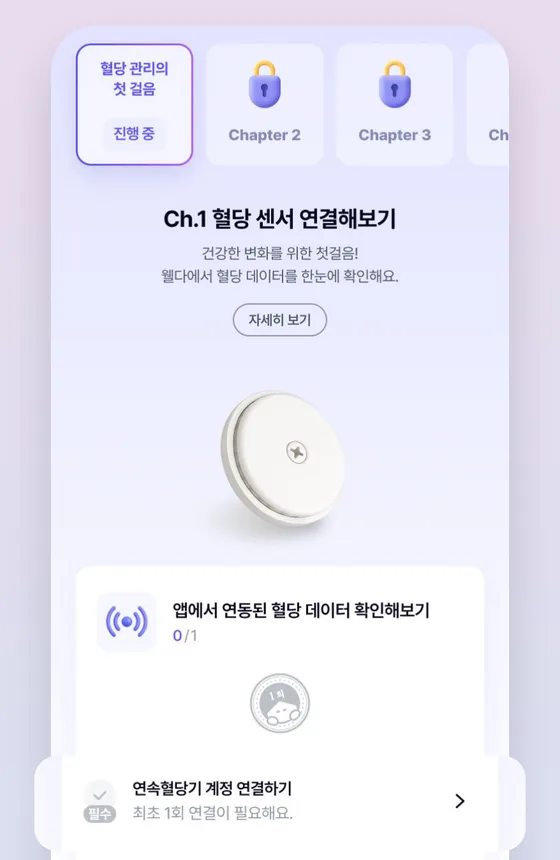 혈당 관리의
첫 걸음
진행 중
Chapter 2
Chapter 3
Ch
Ch.1 혈당 센서 연결해보기
건강한 변화를 위한 첫걸음!
웰다에서 혈당 데이터를 한눈에 확인해요.
자세히 보기
앱에서 연동된 혈당 데이터 확인해보기
0/1
1회
연속혈당기 계정 연결하기
필수
최초 1회 연결이 필요해요.